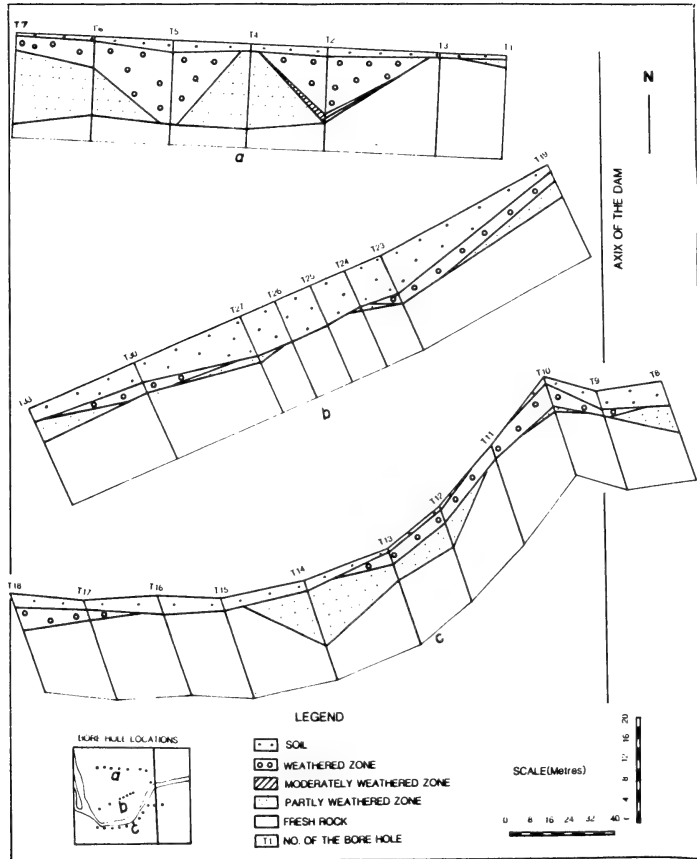 T7 T6 T5 T4 T2 T3 T1
a
N
AXIX OF THE DAM
T33 T30 T27 T26 T25 T24 T23 T19
b
T18 T17 T16 T15 T14 T13 T12 T11 T10 T9 T8
c
LEGEND
SOIL
WEATHERED ZONE
MODERATELY WEATHERED ZONE
PARTLY WEATHERED ZONE
FRESH ROCK
T1 NO. OF THE BORE HOLE
BORE HOLE LOCATIONS
a
b
c
SCALE(Metres)
0 8 16 24 32 40
20
16
12
8
4